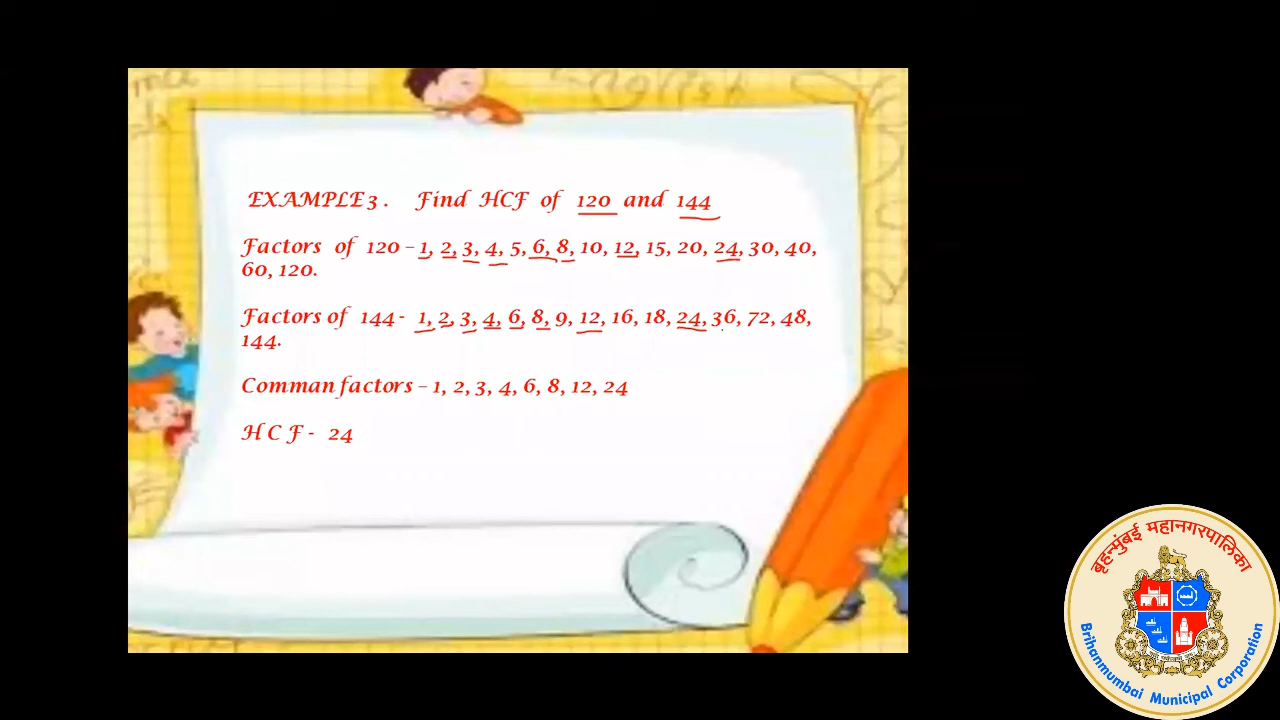 EXAMPLE 3 . Find HCF of 120 and 144
Factors of 120 – 1, 2, 3, 4, 5, 6, 8, 10, 12, 15, 20, 24, 30, 40,
60, 120.
Factors of 144 - 1, 2, 3, 4, 6, 8, 9, 12, 16, 18, 24, 36, 72, 48,
144.
Comman factors – 1, 2, 3, 4, 6, 8, 12, 24
H C F - 24
English
बृहन्मुंबई महानगरपालिका
Brihanmumbai Municipal Corporation